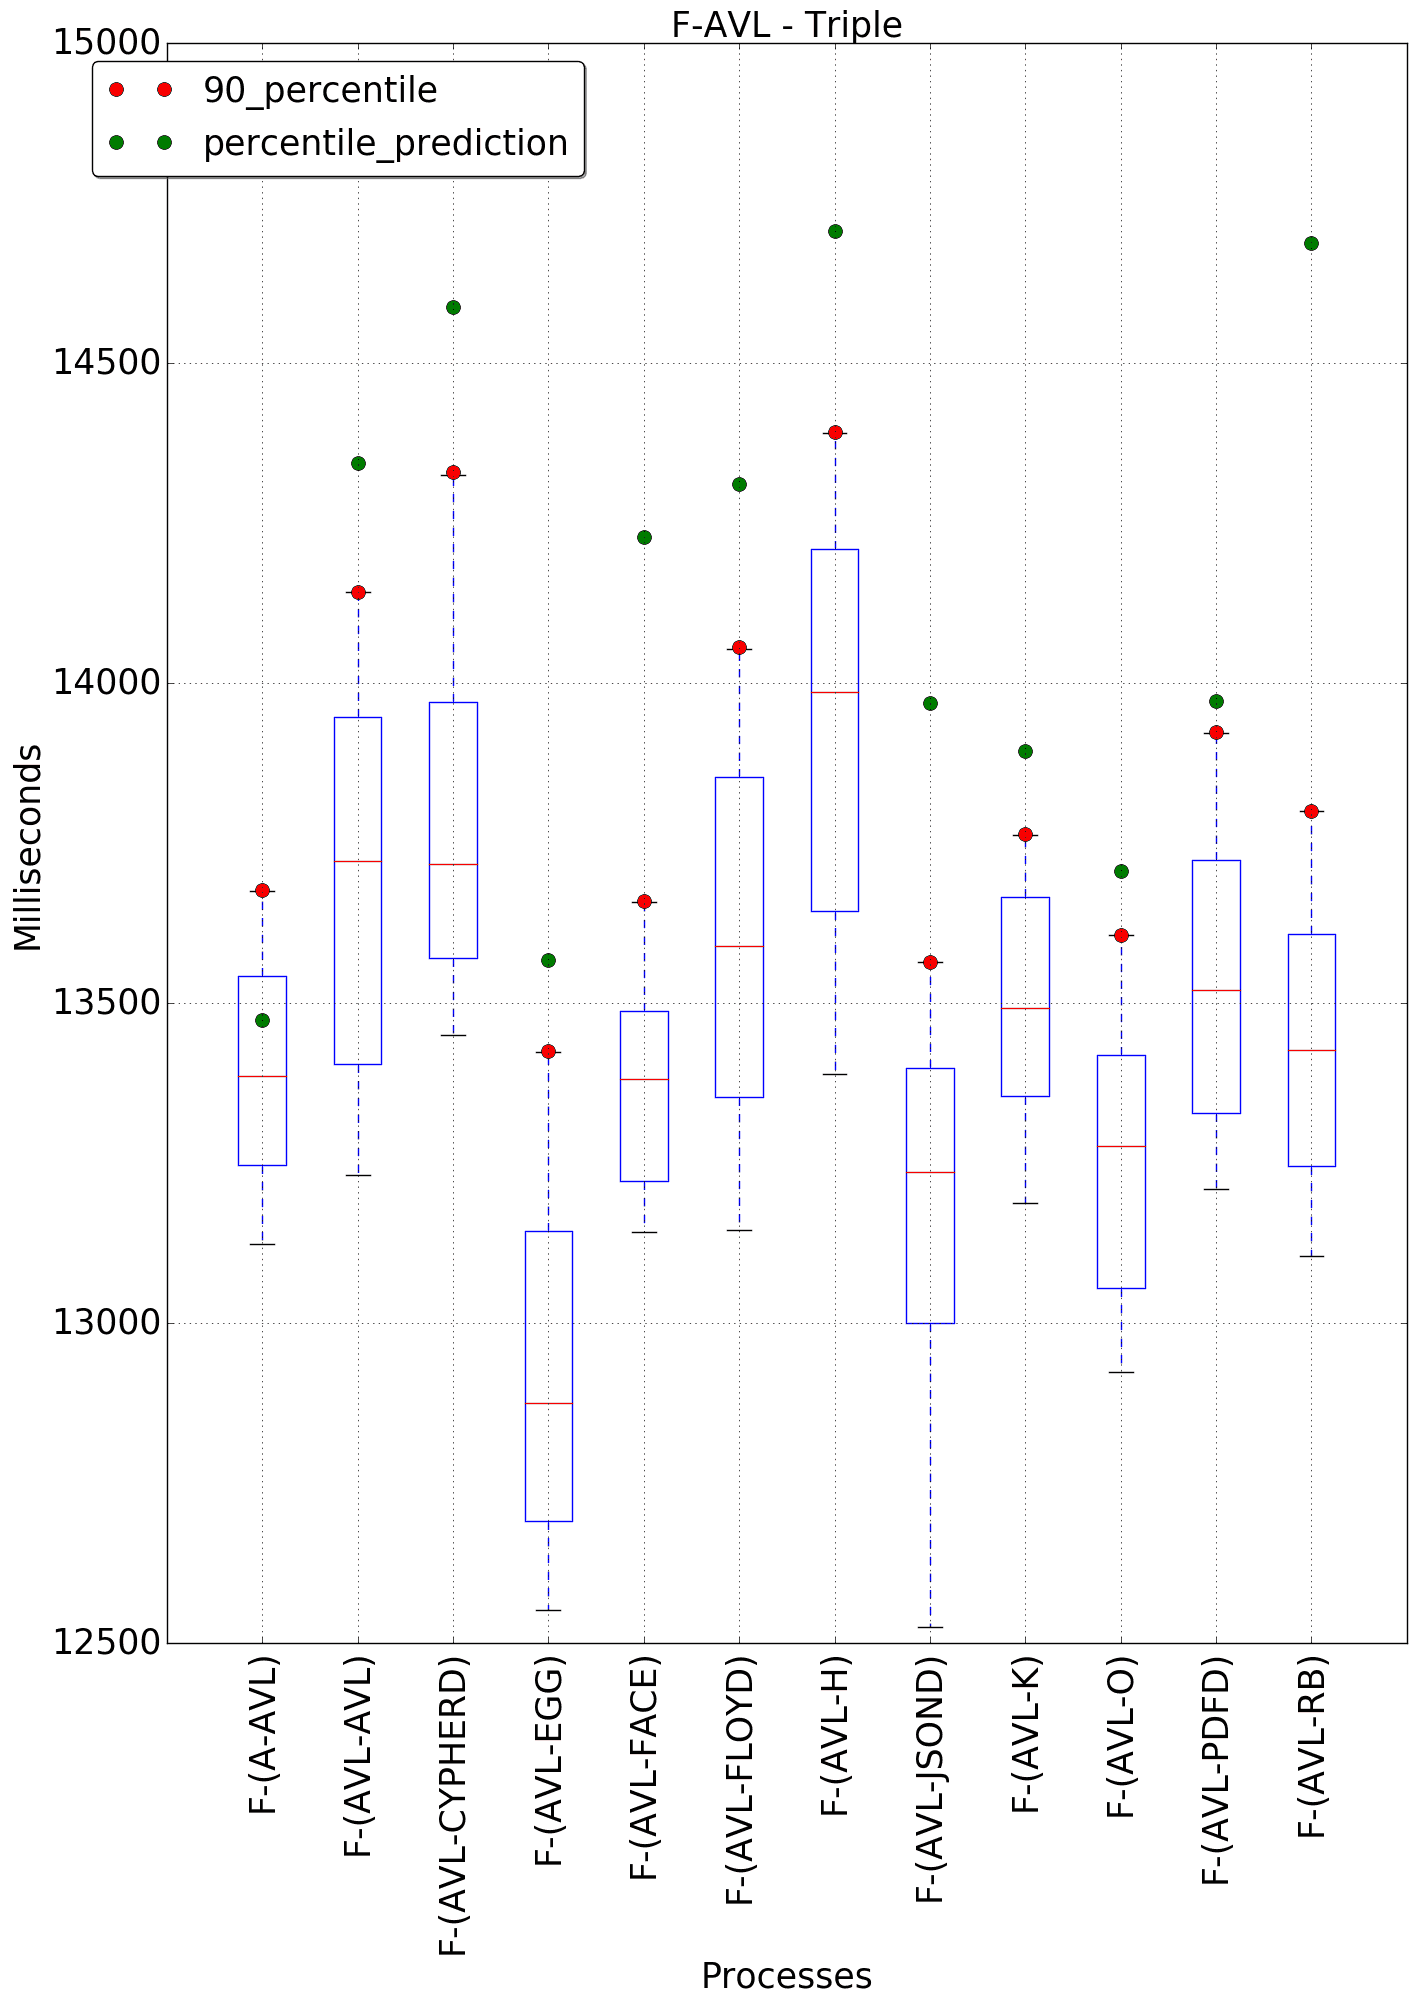 F-AVL - Triple
15000
90_percentile
percentile_prediction
14500
14000
13500
13000
12500
Milliseconds
F-(A-AVL)
F-(AVL-AVL)
F-(AVL-CYPHERD)
F-(AVL-EGG)
F-(AVL-FACE)
F-(AVL-FLOYD)
F-(AVL-H)
F-(AVL-JSOND)
F-(AVL-K)
F-(AVL-O)
F-(AVL-PDFD)
F-(AVL-RB)
Processes